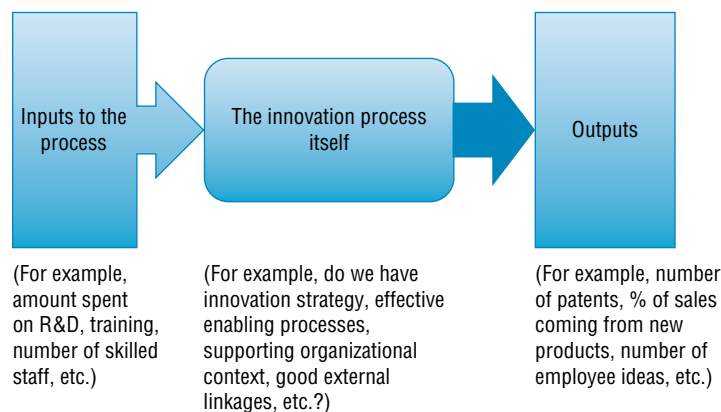 Inputs to the
process
The innovation process
itself
Outputs
(For example,
amount spent
on R&D, training,
number of skilled
staff, etc.)
(For example, do we have
innovation strategy, effective
enabling processes,
supporting organizational
context, good external
linkages, etc.?)
(For example, number
of patents, % of sales
coming from new
products, number of
employee ideas, etc.)